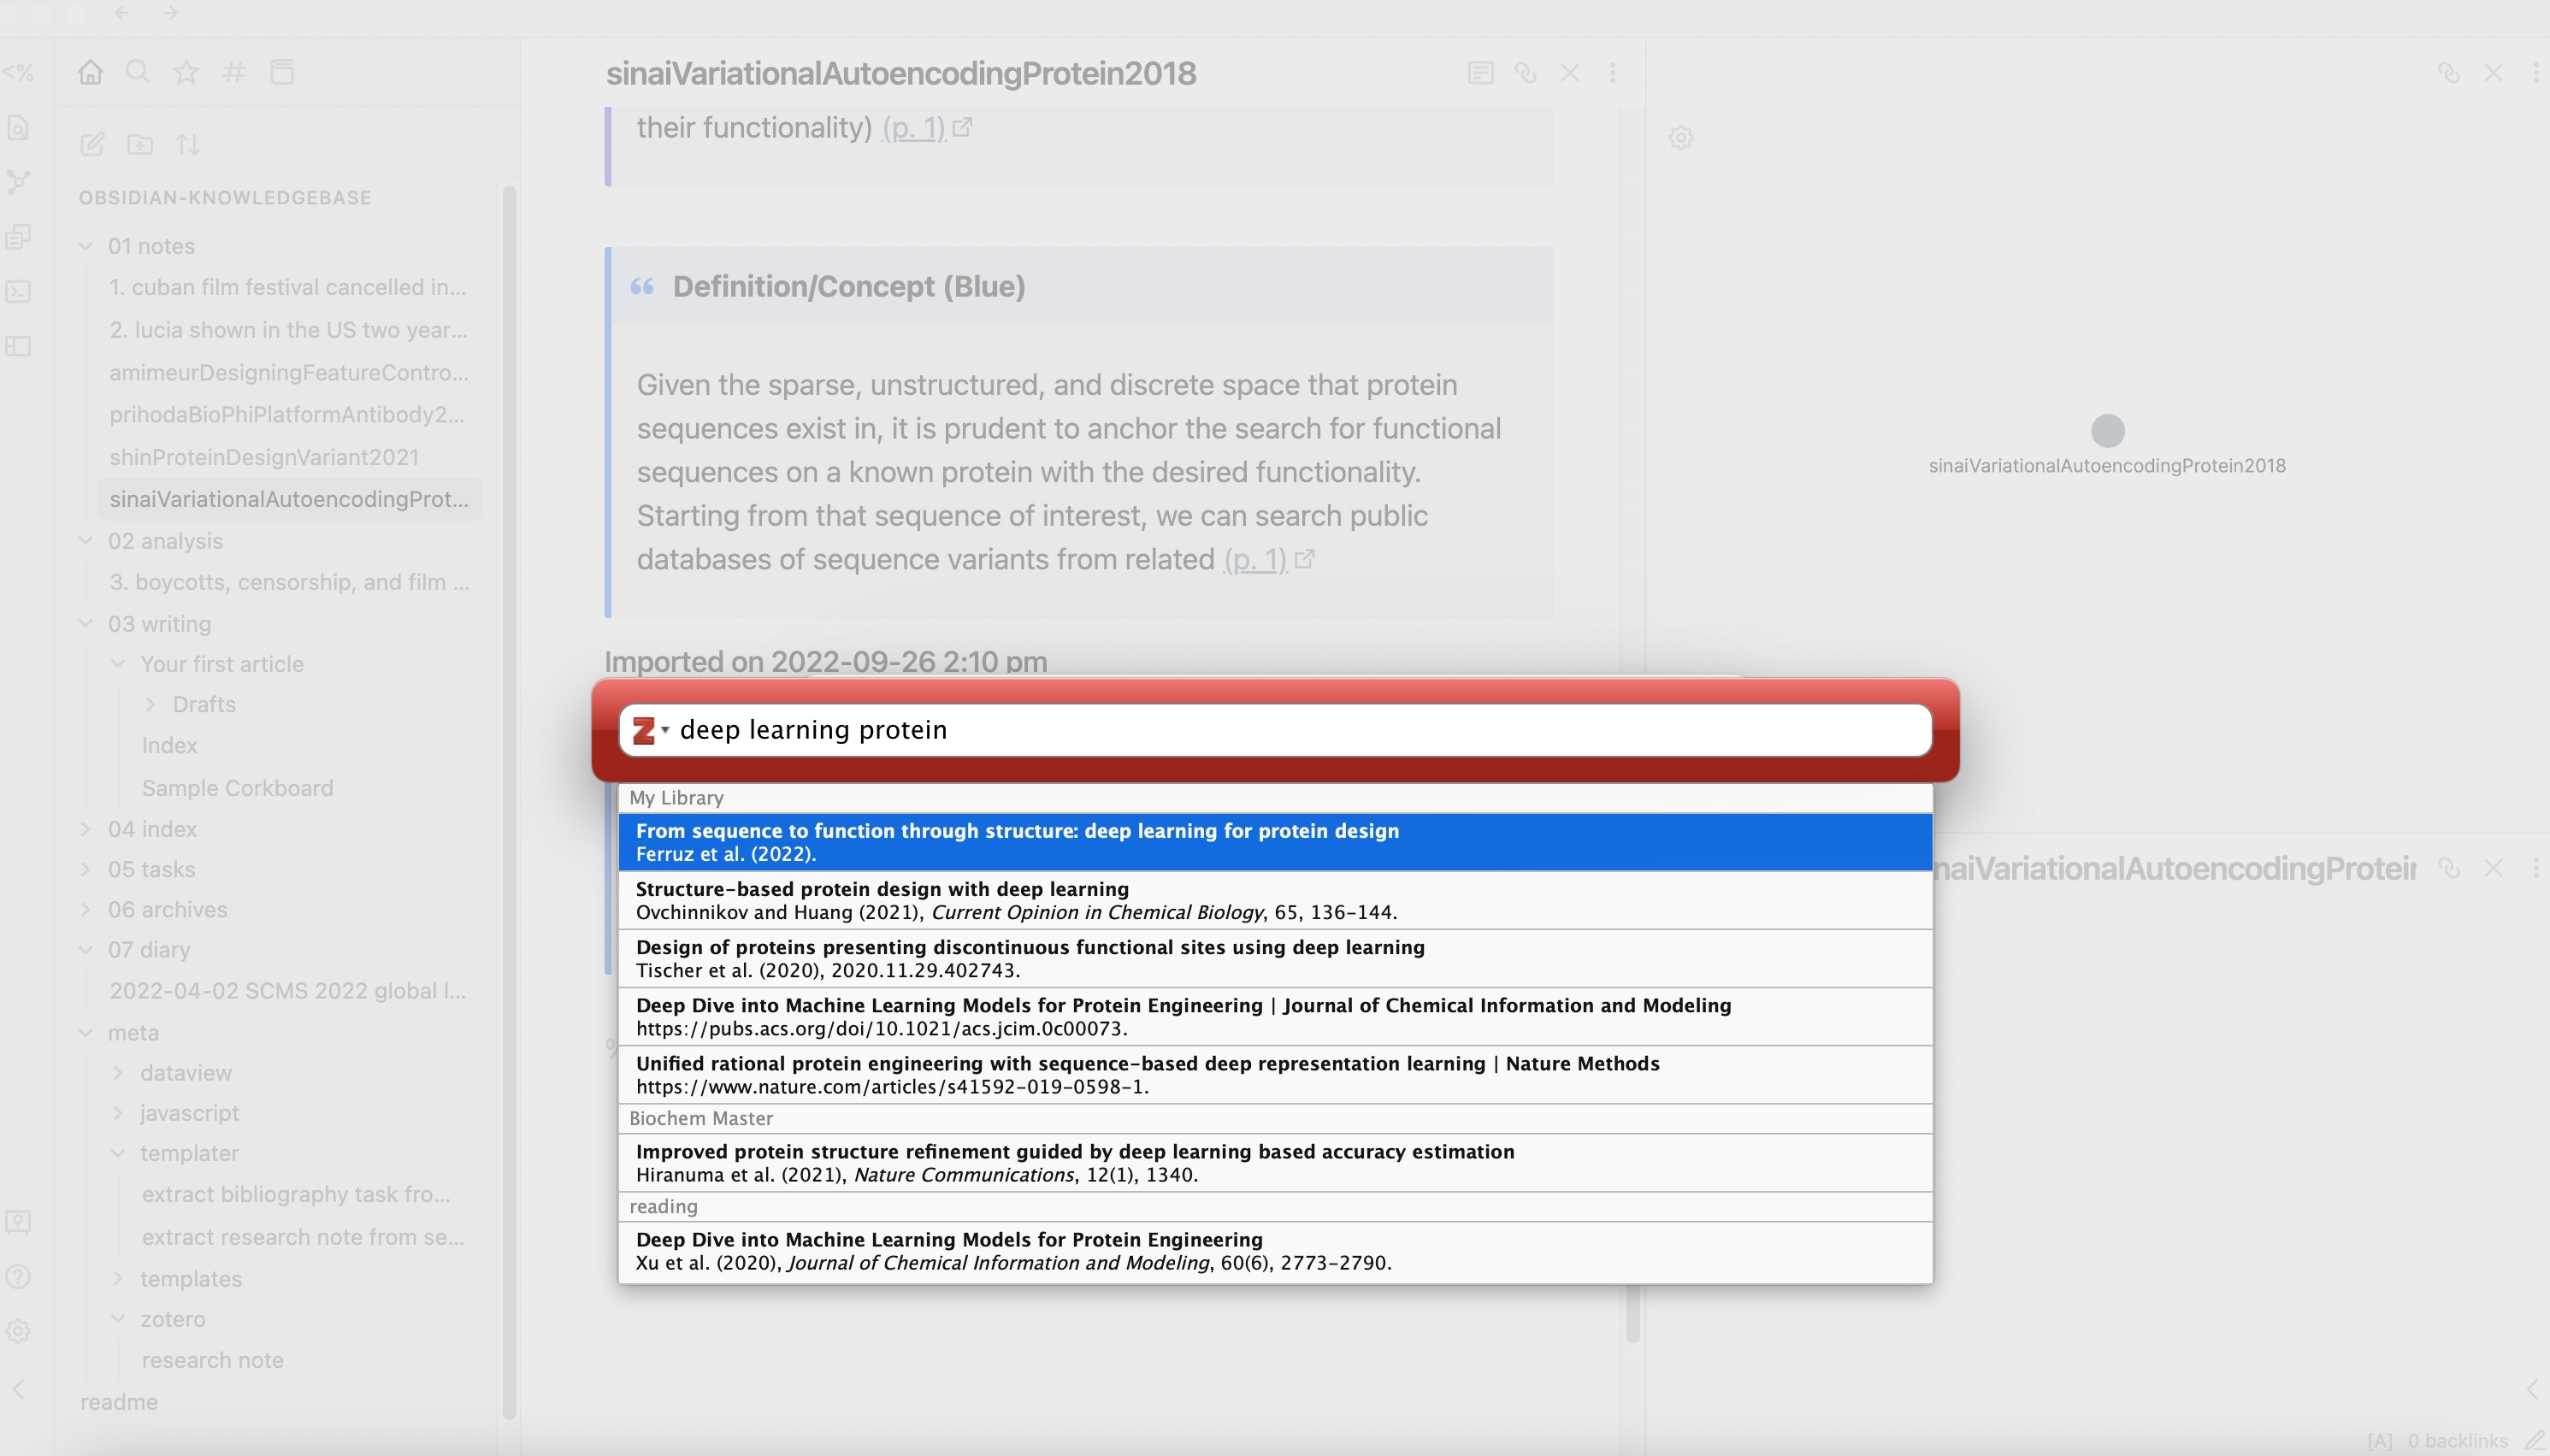 sinaiVariationalAutoencodingProtein2018
OBSIDIAN-KNOWLEDGEBASE
01 notes
1. cuban film festival cancelled in...
2. lucia shown in the US two year...
amimeurDesigningFeatureContro...
prihodaBioPhiPlatformAntibody2...
shinProteinDesignVariant2021
sinaiVariationalAutoencodingProt...
02 analysis
3. boycotts, censorship, and film ...
03 writing
Your first article
Drafts
Index
Sample Corkboard
04 index
05 tasks
06 archives
07 diary
2022-04-02 SCMS 2022 global l...
meta
dataview
javascript
templater
extract bibliography task fro...
extract research note from se...
templates
zotero
research note
readme
their functionality) (p. 1)
Definition/Concept (Blue)
Given the sparse, unstructured, and discrete space that protein
sequences exist in, it is prudent to anchor the search for functional
sequences on a known protein with the desired functionality.
Starting from that sequence of interest, we can search public
databases of sequence variants from related (p. 1)
Imported on 2022-09-26 2:10 pm
Z deep learning protein
My Library
From sequence to function through structure: deep learning for protein design
Ferruz et al. (2022).
Structure-based protein design with deep learning
Ovchinnikov and Huang (2021), Current Opinion in Chemical Biology, 65, 136–144.
Design of proteins presenting discontinuous functional sites using deep learning
Tischer et al. (2020), 2020.11.29.402743.
Deep Dive into Machine Learning Models for Protein Engineering | Journal of Chemical Information and Modeling
https://pubs.acs.org/doi/10.1021/acs.jcim.0c00073.
Unified rational protein engineering with sequence-based deep representation learning | Nature Methods
https://www.nature.com/articles/s41592-019-0598-1.
Biochem Master
Improved protein structure refinement guided by deep learning based accuracy estimation
Hiranuma et al. (2021), Nature Communications, 12(1), 1340.
reading
Deep Dive into Machine Learning Models for Protein Engineering
Xu et al. (2020), Journal of Chemical Information and Modeling, 60(6), 2773–2790.
sinaiVariationalAutoencodingProtein2018
naiVariationalAutoencodingProtein
[A] 0 backlinks